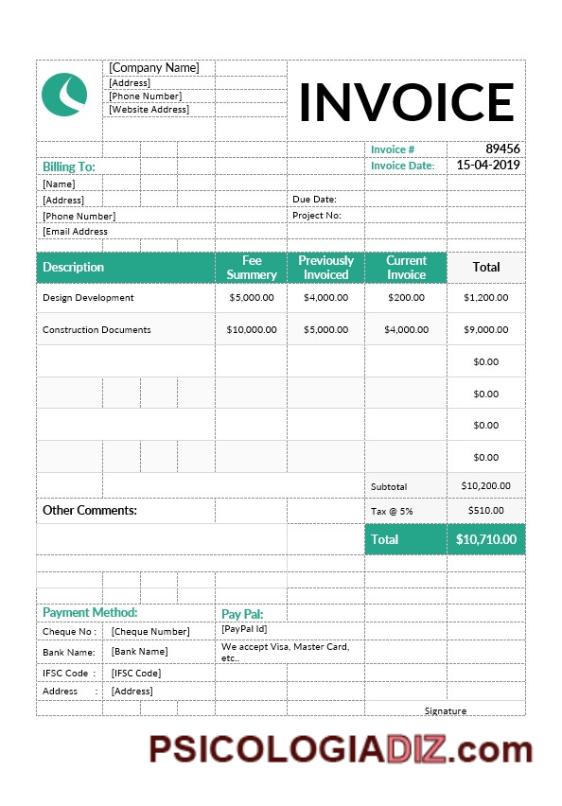 [Company Name]
[Address]
[Phone Number]
[Website Address]
INVOICE
Invoice # 89456
Billing To: Invoice Date: 15-04-2019
[Name]
[Address] Due Date:
[Phone Number] Project No:
[Email Address
Description Fee Summery Previously Invoiced Current Invoice Total
Design Development $5,000.00 $4,000.00 $200.00 $1,200.00
Construction Documents $10,000.00 $5,000.00 $4,000.00 $9,000.00
$0.00
$0.00
$0.00
$0.00
Subtotal $10,200.00
Other Comments: Tax @ 5% $510.00
Total $10,710.00
Payment Method: Pay Pal:
Cheque No : [Cheque Number] [PayPal Id]
Bank Name: [Bank Name] We accept Visa, Master Card, etc..
IFSC Code : [IFSC Code]
Address : [Address]
Signature
PSICOLOGIADIZ.com